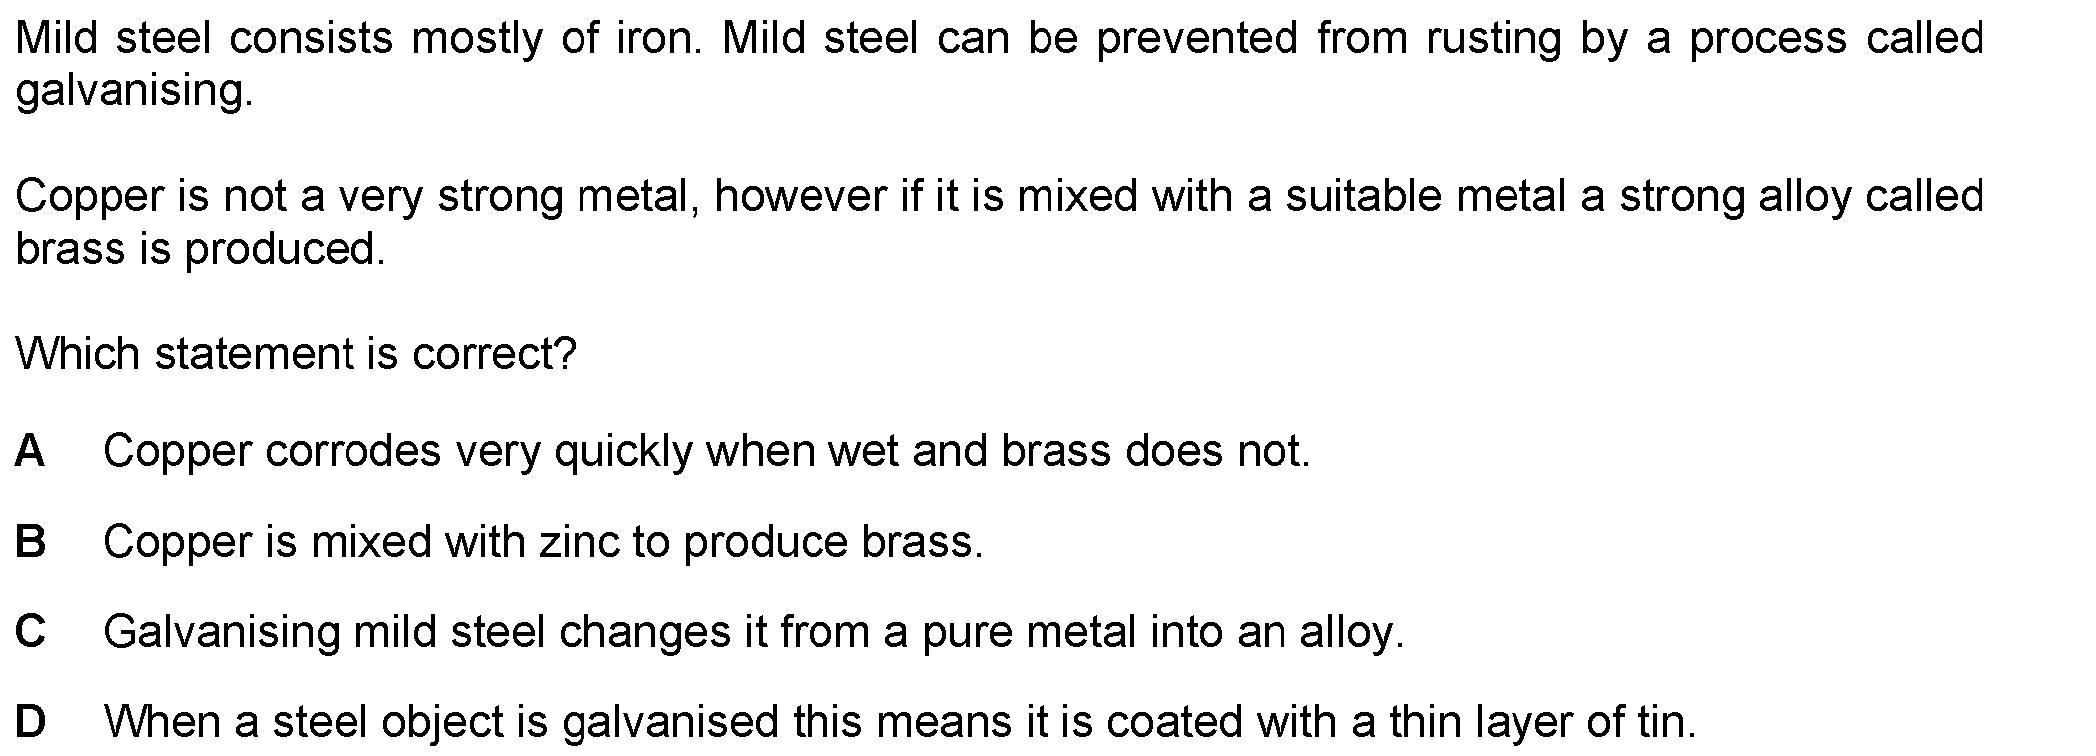 Mild steel consists mostly of iron. Mild steel can be prevented from rusting by a process called
galvanising.
Copper is not a very strong metal, however if it is mixed with a suitable metal a strong alloy called
brass is produced.
Which statement is correct?
A Copper corrodes very quickly when wet and brass does not.
B Copper is mixed with zinc to produce brass.
C Galvanising mild steel changes it from a pure metal into an alloy.
D When a steel object is galvanised this means it is coated with a thin layer of tin.